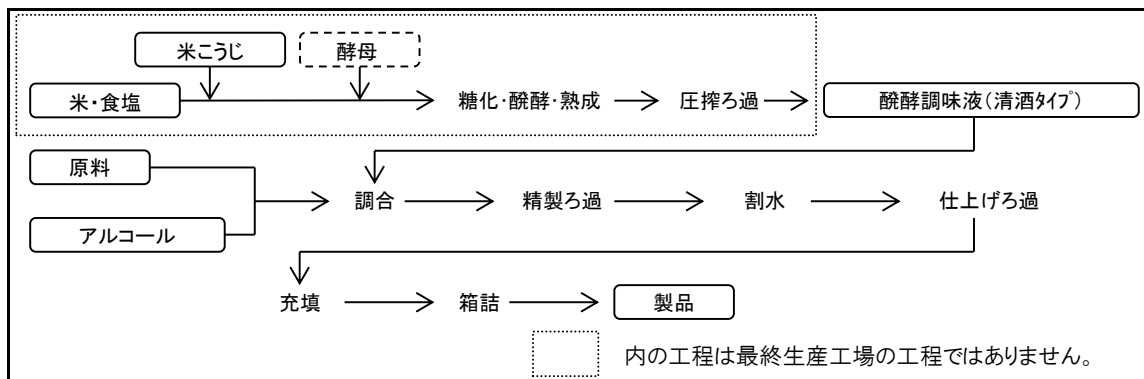 米こうじ
酵母
米・食塩
糖化・醗酵・熟成
圧搾ろ過
醗酵調味液(清酒タイプ)
原料
アルコール
調合
精製ろ過
割水
仕上げろ過
充填
箱詰
製品
内の工程は最終生産工場の工程ではありません。